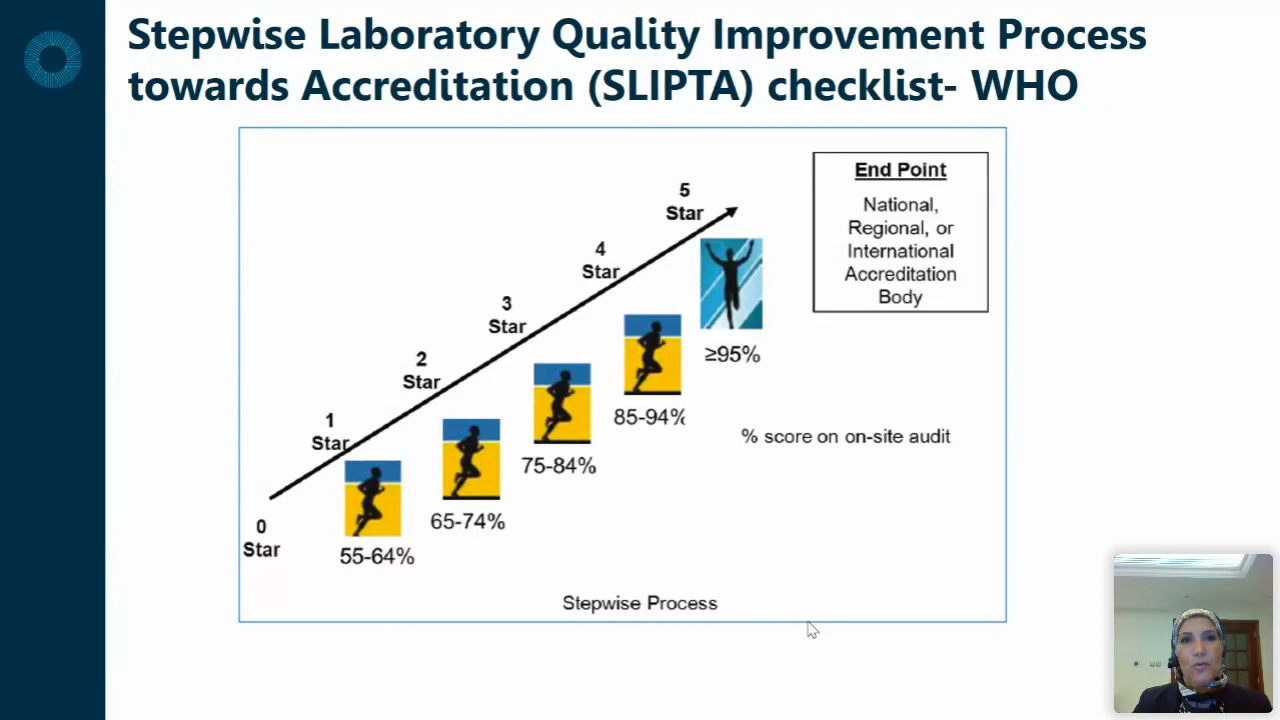 Stepwise Laboratory Quality Improvement Process
towards Accreditation (SLIPTA) checklist- WHO
End Point
National,
Regional, or
International
Accreditation
Body
5
Star
4
Star
3
Star
2
Star
1
Star
0
Star
≥95%
85-94%
75-84%
65-74%
55-64%
% score on on-site audit
Stepwise Process